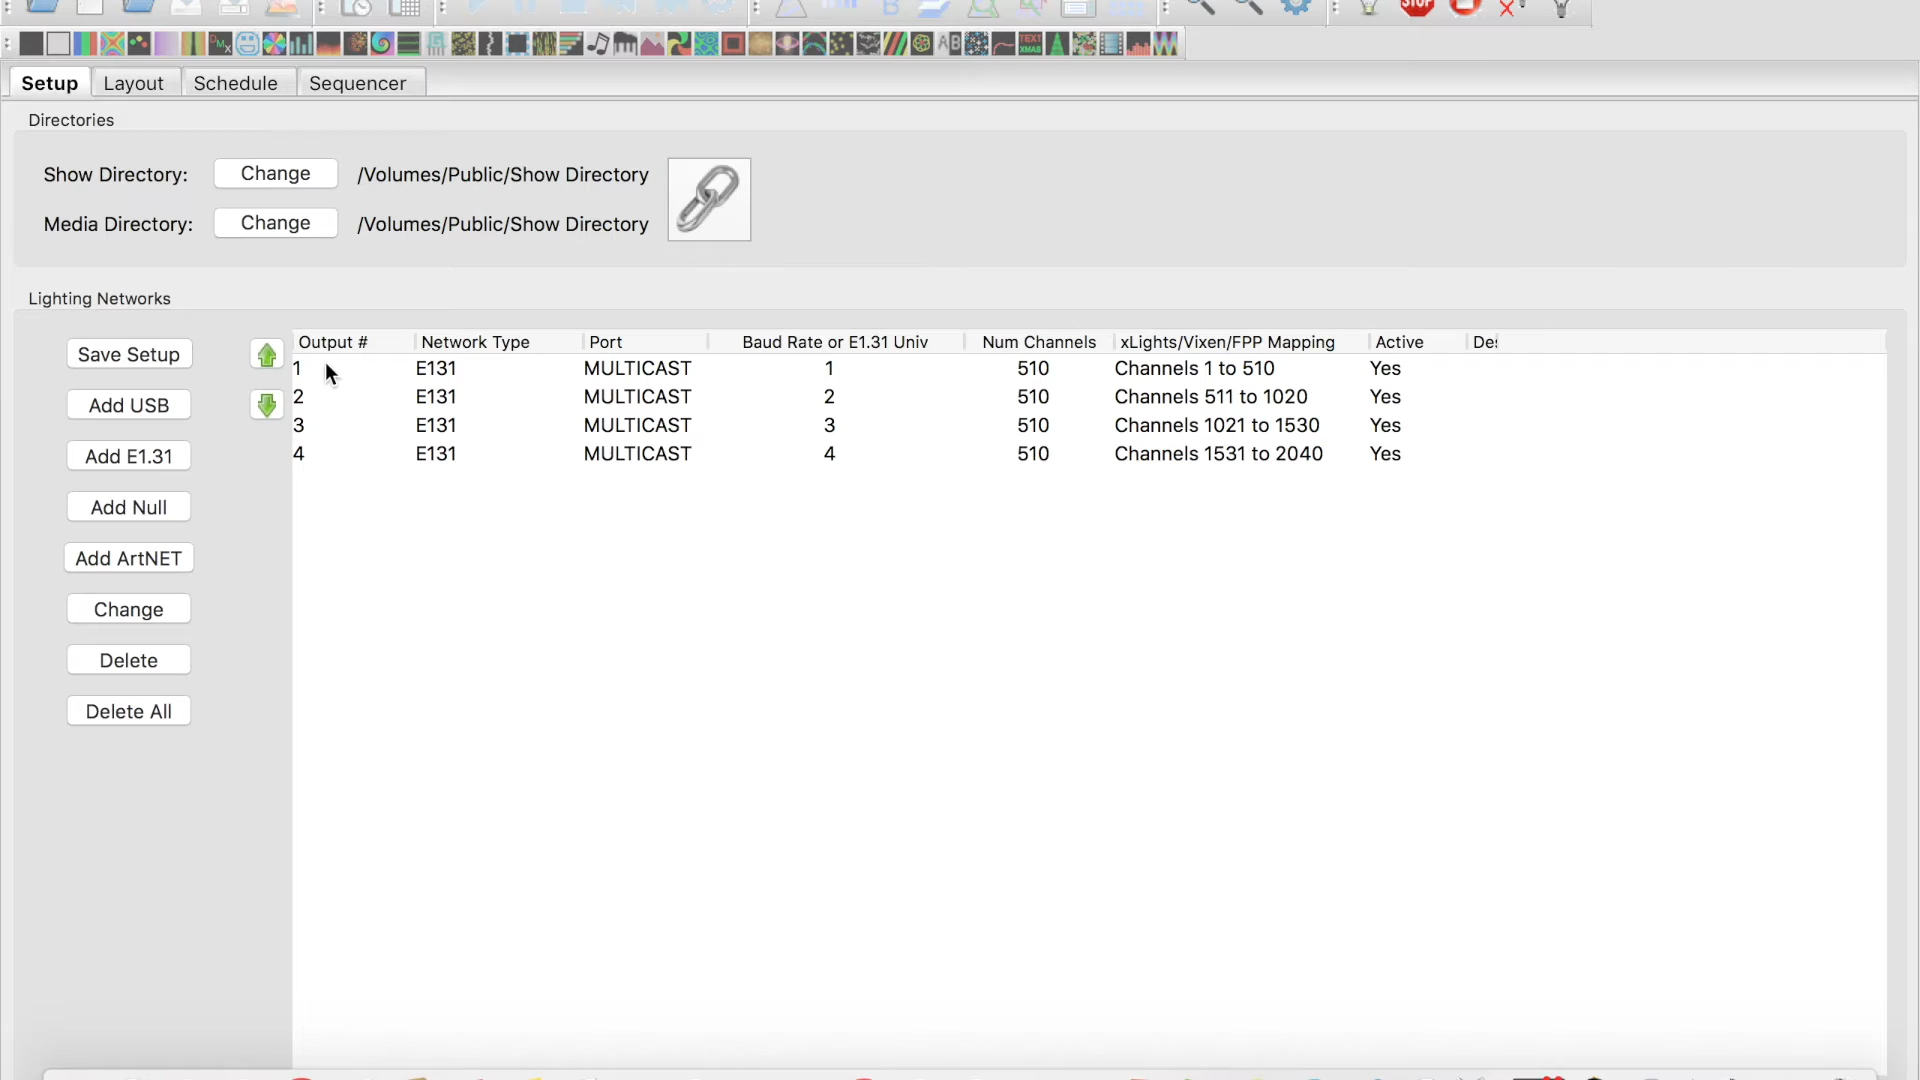 STOP
Setup Layout Schedule Sequencer
Directories
Show Directory: Change /Volumes/Public/Show Directory
Media Directory: Change /Volumes/Public/Show Directory
Lighting Networks
Save Setup
Add USB
Add E1.31
Add Null
Add ArtNET
Change
Delete
Delete All
Output # Network Type Port Baud Rate or E1.31 Univ Num Channels xLights/Vixen/FPP Mapping Active Des
1 E131 MULTICAST 1 510 Channels 1 to 510 Yes
2 E131 MULTICAST 2 510 Channels 511 to 1020 Yes
3 E131 MULTICAST 3 510 Channels 1021 to 1530 Yes
4 E131 MULTICAST 4 510 Channels 1531 to 2040 Yes